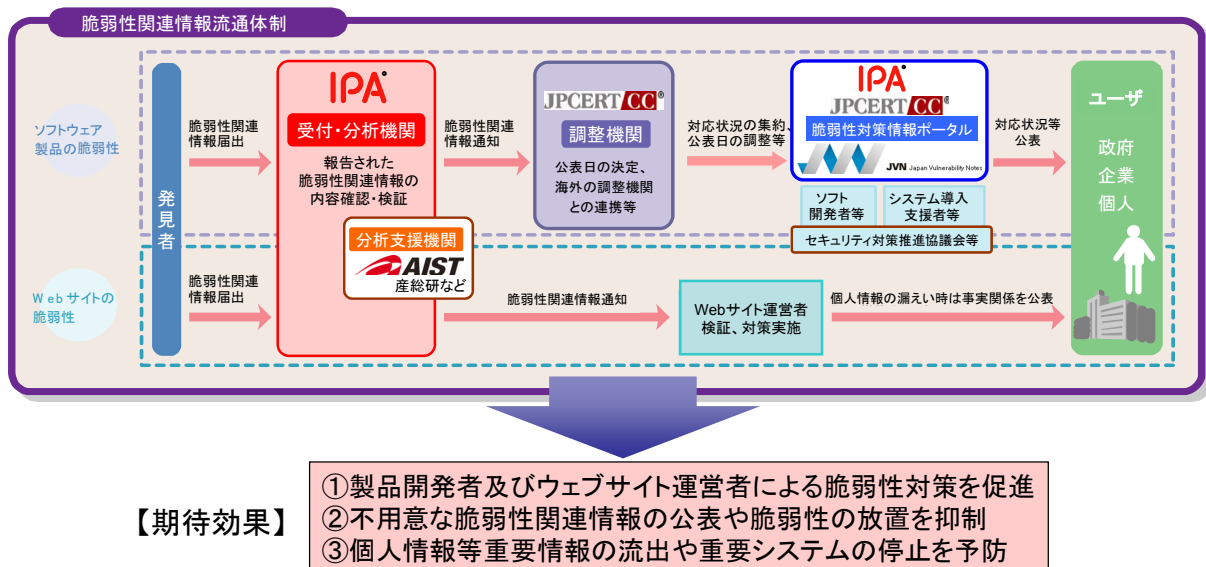 脆弱性関連情報流通体制
ソフトウェア
製品の脆弱性
Webサイトの
脆弱性
発見者
脆弱性関連
情報届出
脆弱性関連
情報届出
IPA
受付・分析機関
報告された
脆弱性関連情報の
内容確認・検証
分析支援機関
AIST
産総研など
脆弱性関連
情報通知
JPCERT CC®
調整機関
公表日の決定、
海外の調整機関
との連携等
対応状況の集約、
公表日の調整等
IPA
JPCERT CC®
脆弱性対策情報ポータル
JVN Japan Vulnerability Notes
ソフト
開発者等
システム導入
支援者等
セキュリティ対策推進協議会等
対応状況等
公表
脆弱性関連情報通知
Webサイト運営者
検証、対策実施
個人情報の漏えい時は事実関係を公表
ユーザ
政府
企業
個人
【期待効果】
①製品開発者及びウェブサイト運営者による脆弱性対策を促進
②不用意な脆弱性関連情報の公表や脆弱性の放置を抑制
③個人情報等重要情報の流出や重要システムの停止を予防